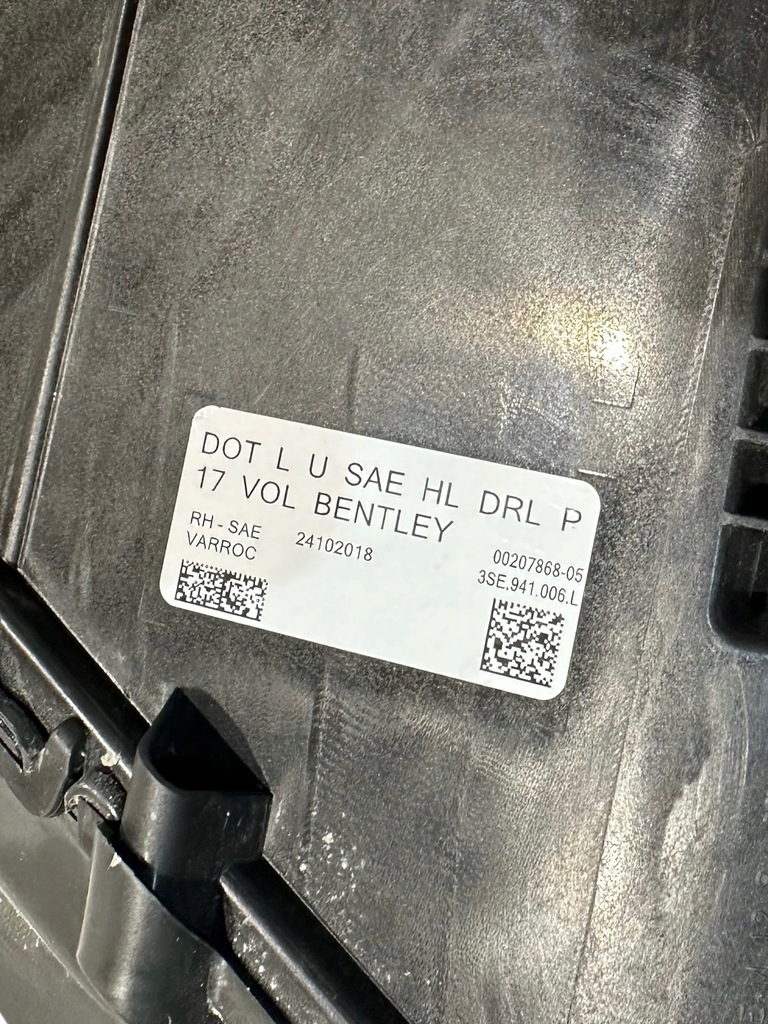 DOT L U SAE HL DRL P
17 VOL BENTLEY
RH - SAE
VARROC
24102018
00207868-05
3SE.941.006.L